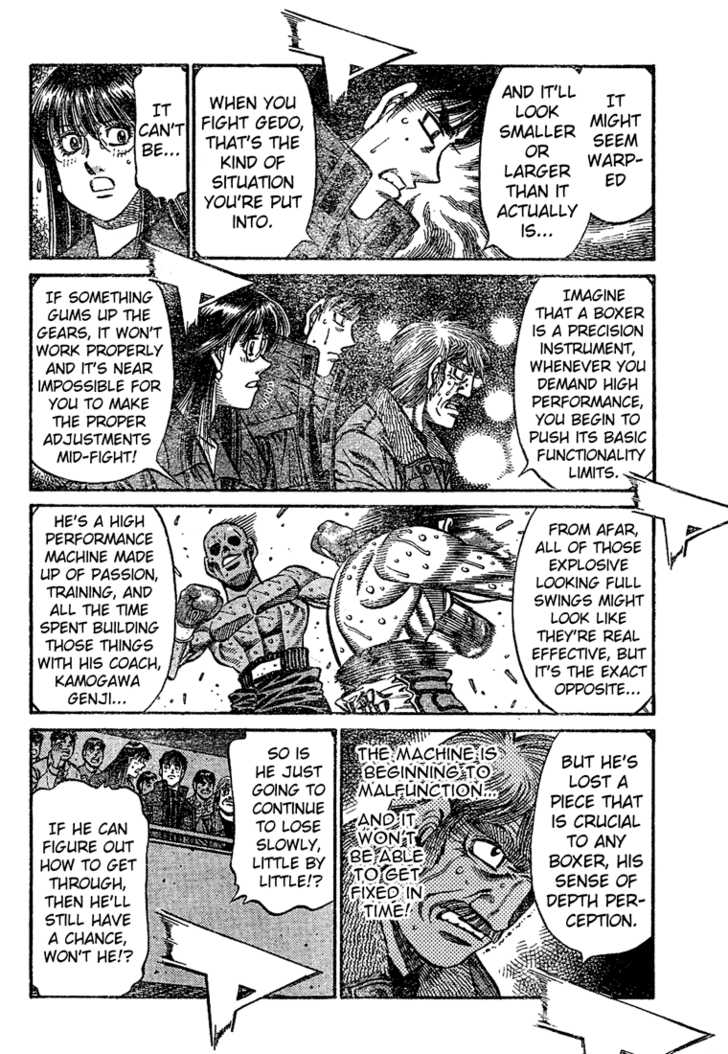 IT
MIGHT
SEEM
WARP-
ED
AND IT'LL
LOOK
SMALLER
OR
LARGER
THAN IT
ACTUALLY
IS...
WHEN YOU
FIGHT GEDO,
THAT'S THE
KIND OF
SITUATION
YOU'RE PUT
INTO.
IT
CAN'T
BE...
IMAGINE
THAT A BOXER
IS A PRECISION
INSTRUMENT,
WHENEVER YOU
DEMAND HIGH
PERFORMANCE,
YOU BEGIN TO
PUSH ITS BASIC
FUNCTIONALITY
LIMITS.
IF SOMETHING
GUMS UP THE
GEARS, IT WON'T
WORK PROPERLY
AND IT'S NEAR
IMPOSSIBLE FOR
YOU TO MAKE
THE PROPER
ADJUSTMENTS
MID-FIGHT!
FROM AFAR,
ALL OF THOSE
EXPLOSIVE
LOOKING FULL
SWINGS MIGHT
LOOK LIKE
THEY'RE REAL
EFFECTIVE, BUT
IT'S THE EXACT
OPPOSITE...
HE'S A HIGH
PERFORMANCE
MACHINE MADE
UP OF PASSION,
TRAINING, AND
ALL THE TIME
SPENT BUILDING
THOSE THINGS
WITH HIS COACH,
KAMOGAWA
GENJI...
BUT HE'S
LOST A
PIECE THAT
IS CRUCIAL
TO ANY
BOXER, HIS
SENSE OF
DEPTH PER-
CEPTION.
THE MACHINE IS
BEGINNING TO
MALFUNCTION...
AND IT
WON'T
BE ABLE
TO GET
FIXED IN
TIME!
SO IS
HE JUST
GOING TO
CONTINUE
TO LOSE
SLOWLY,
LITTLE BY
LITTLE!?
IF HE CAN
FIGURE OUT
HOW TO GET
THROUGH,
THEN HE'LL
STILL HAVE
A CHANCE,
WON'T HE!?